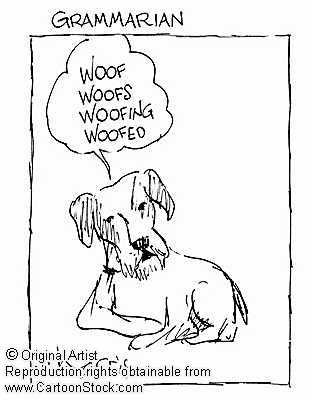 GRAMMARIAN
WOOF
WOOFS
WOOFING
WOOFED
© Original Artist
Reproduction rights obtainable from
www.CartoonStock.com